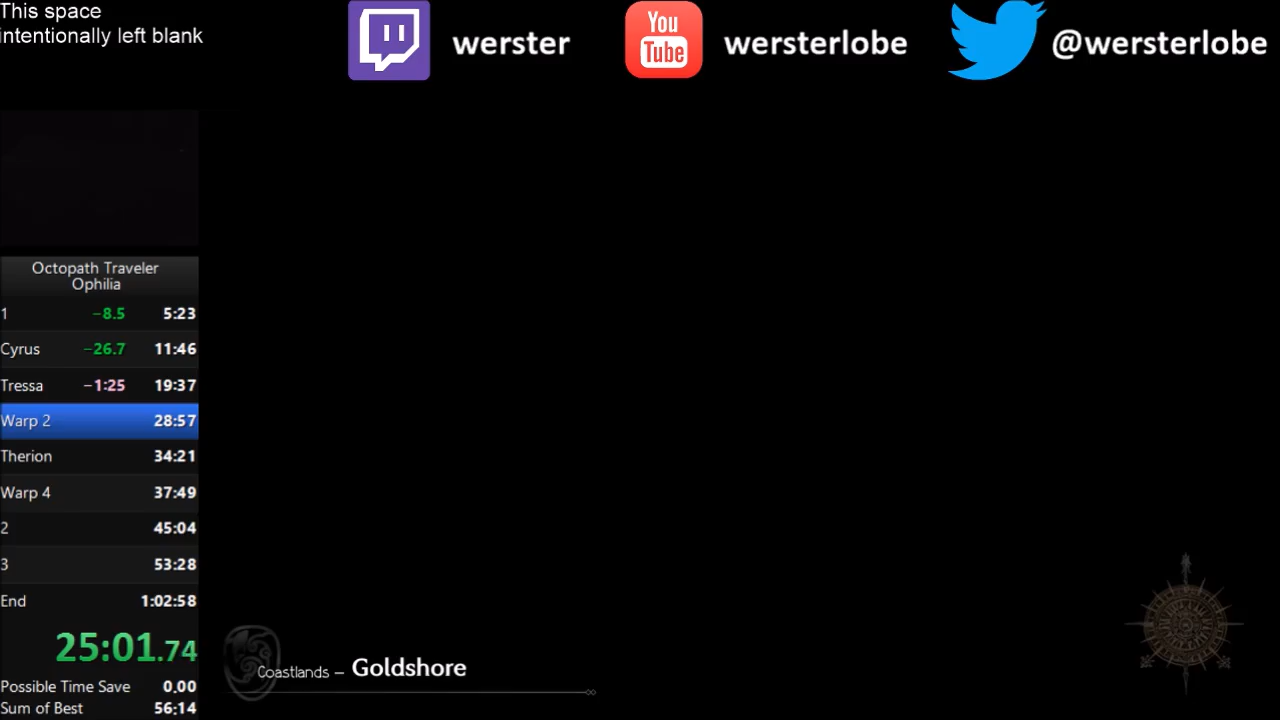 This space
intentionally left blank
werster
You
Tube
wersterlobe
@wersterlobe
Octopath Traveler
Ophilia
1 −8.5 5:23
Cyrus −26.7 11:46
Tressa −1:25 19:37
Warp 2 28:57
Therion 34:21
Warp 4 37:49
2 45:04
3 53:28
End 1:02:58
25:01.74
Possible Time Save 0.00
Sum of Best 56:14
Coastlands – Goldshore